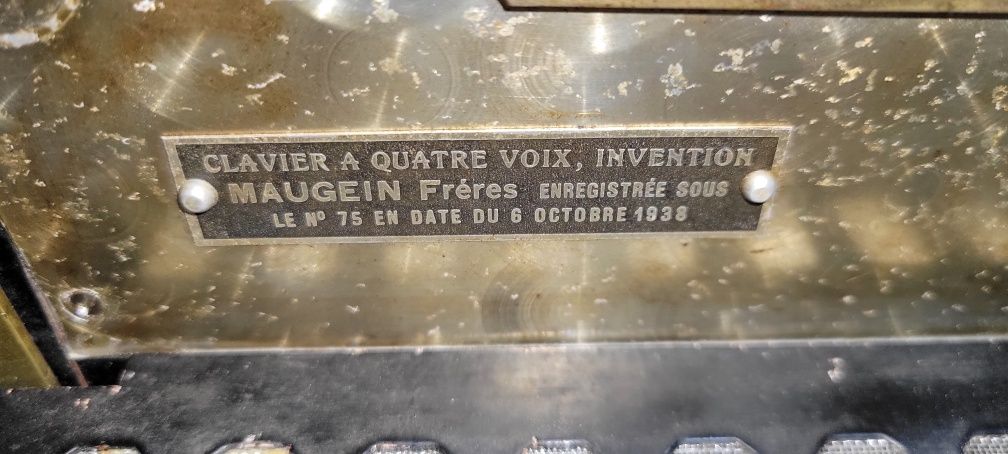 CLAVIER A QUATRE VOIX, INVENTION
MAUGEIN Fréres ENREGISTRÉE SOUS
LE Nº 75 EN DATE DU 6 OCTOBRE 1938